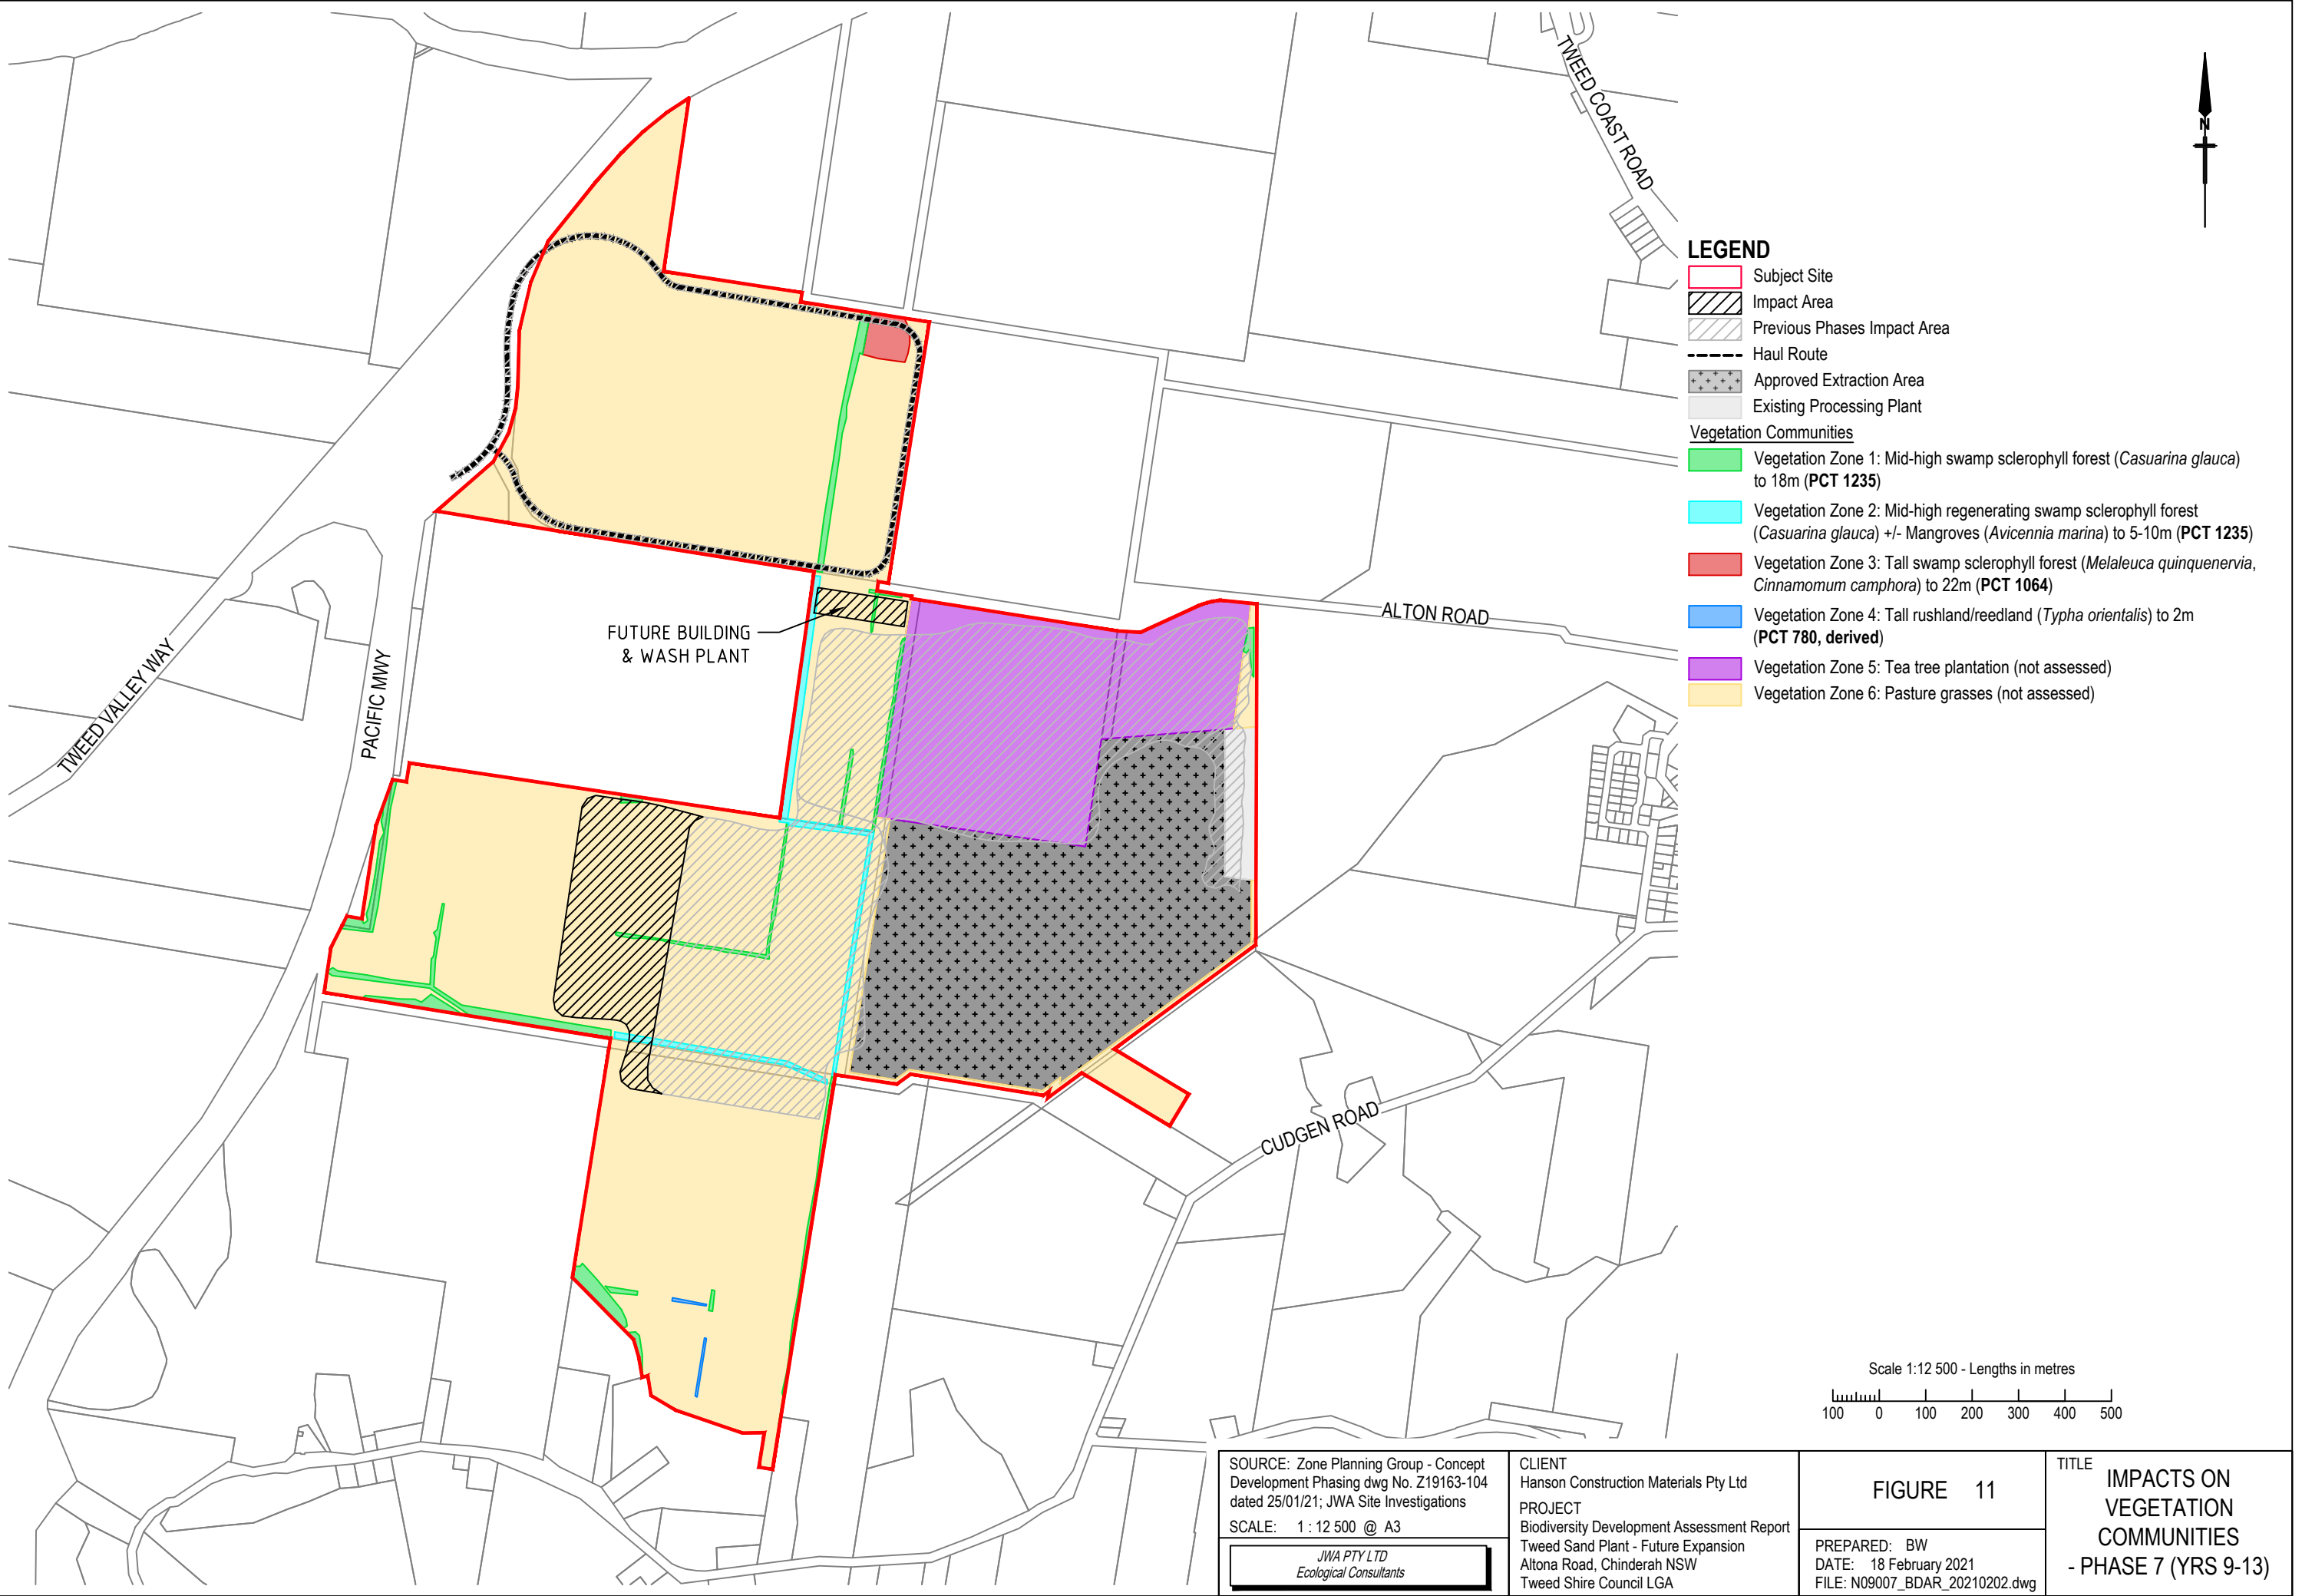 TWEED COAST ROAD
N
LEGEND
Subject Site
Impact Area
Previous Phases Impact Area
Haul Route
Approved Extraction Area
Existing Processing Plant
Vegetation Communities
Vegetation Zone 1: Mid-high swamp sclerophyll forest (Casuarina glauca)
to 18m (PCT 1235)
Vegetation Zone 2: Mid-high regenerating swamp sclerophyll forest
(Casuarina glauca) +/- Mangroves (Avicennia marina) to 5-10m (PCT 1235)
Vegetation Zone 3: Tall swamp sclerophyll forest (Melaleuca quinquenervia,
Cinnamomum camphora) to 22m (PCT 1064)
Vegetation Zone 4: Tall rushland/reedland (Typha orientalis) to 2m
(PCT 780, derived)
Vegetation Zone 5: Tea tree plantation (not assessed)
Vegetation Zone 6: Pasture grasses (not assessed)
ALTON ROAD
FUTURE BUILDING
& WASH PLANT
TWEED VALLEY WAY
PACIFIC MWY
CUDGEN ROAD
Scale 1:12 500 - Lengths in metres
100 0 100 200 300 400 500
SOURCE: Zone Planning Group - Concept
Development Phasing dwg No. Z19163-104
dated 25/01/21; JWA Site Investigations
SCALE: 1 : 12 500 @ A3
JWA PTY LTD
Ecological Consultants
CLIENT
Hanson Construction Materials Pty Ltd
PROJECT
Biodiversity Development Assessment Report
Tweed Sand Plant - Future Expansion
Altona Road, Chinderah NSW
Tweed Shire Council LGA
FIGURE 11
PREPARED: BW
DATE: 18 February 2021
FILE: N09007_BDAR_20210202.dwg
TITLE
IMPACTS ON
VEGETATION
COMMUNITIES
- PHASE 7 (YRS 9-13)